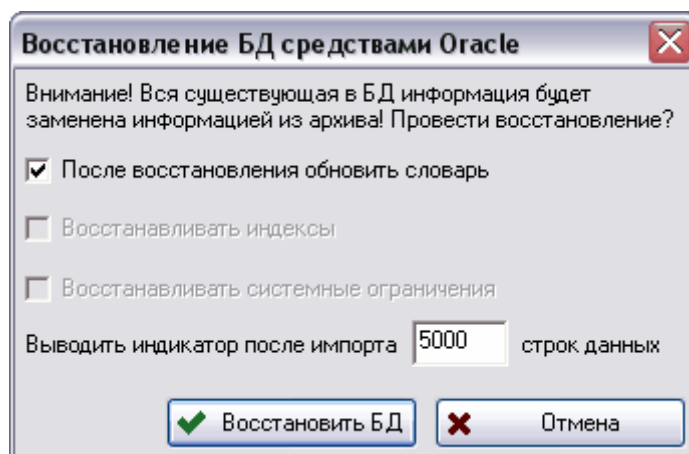 Восстановление БД средствами Oracle
Внимание! Вся существующая в БД информация будет
заменена информацией из архива! Провести восстановление?
После восстановления обновить словарь
Восстанавливать индексы
Восстанавливать системные ограничения
Выводить индикатор после импорта 5000 строк данных
Восстановить БД Отмена